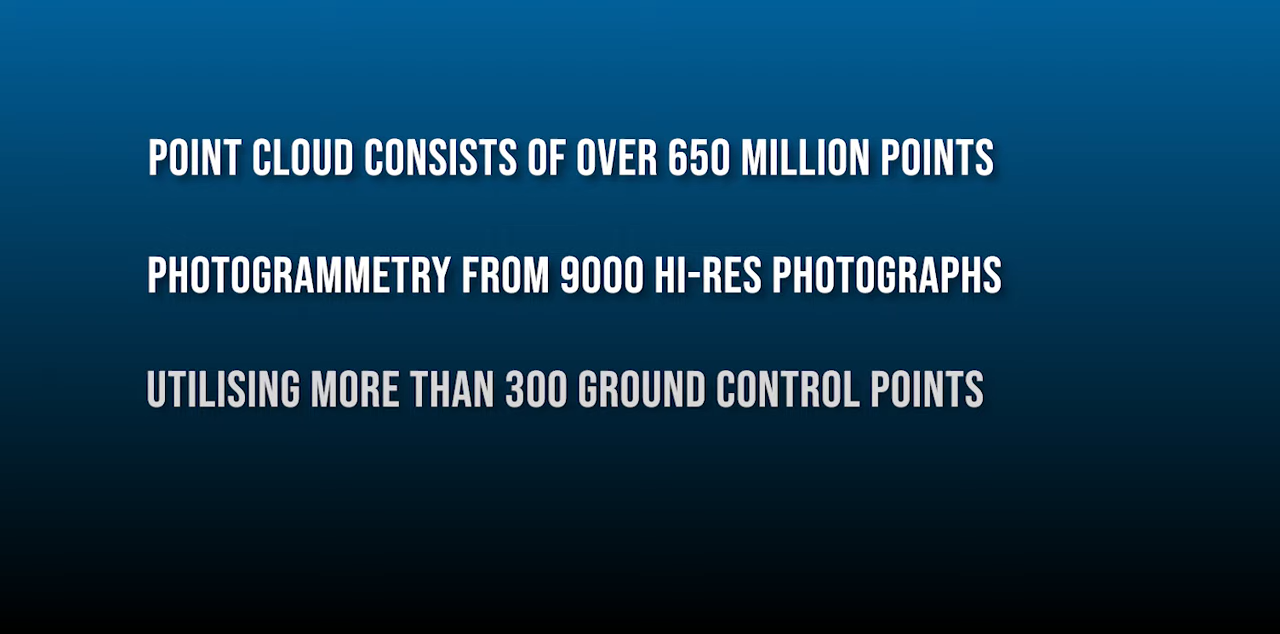 POINT CLOUD CONSISTS OF OVER 650 MILLION POINTS
PHOTOGRAMMETRY FROM 9000 HI-RES PHOTOGRAPHS
UTILISING MORE THAN 300 GROUND CONTROL POINTS